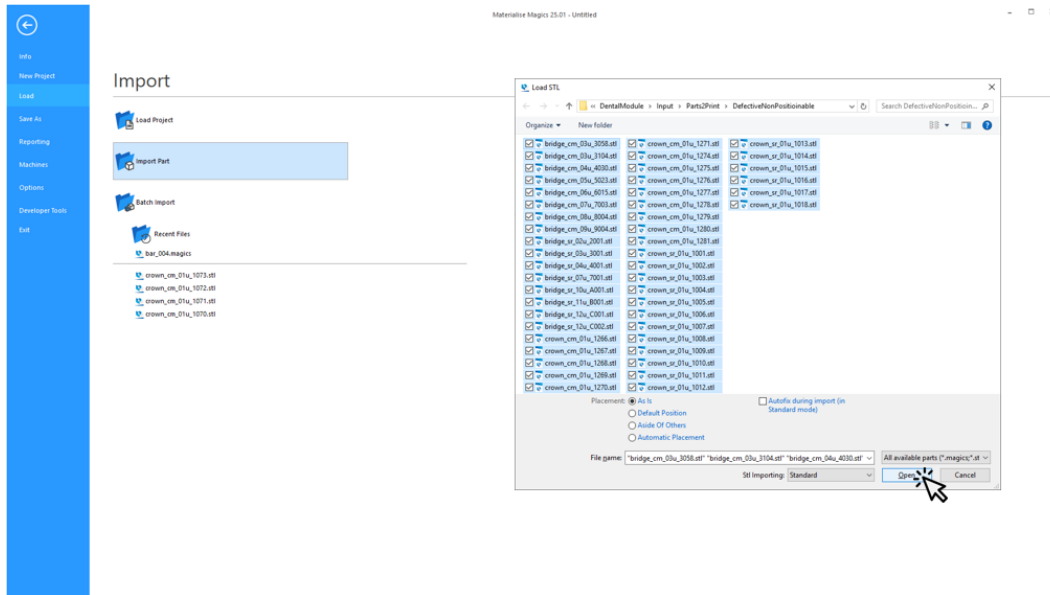 Materialise Magics 25.01 - Untitled
Info
New Project
Load
Save As
Reporting
Machines
Options
Developer Tools
Exit
Import
Load Project
Import Part
Batch Import
Recent Files
bar_004.magics
crown_cm_01u_1073.stl
crown_cm_01u_1072.stl
crown_cm_01u_1071.stl
crown_cm_01u_1070.stl
Load STL
« DentalModule > Input > Parts2Print > DefectiveNonPositioinable
Search DefectiveNonPositioin...
Organize New folder
bridge_cm_03u_3058.stl crown_cm_01u_1271.stl crown_sr_01u_1013.stl
bridge_cm_03u_3104.stl crown_cm_01u_1274.stl crown_sr_01u_1014.stl
bridge_cm_04u_4030.stl crown_cm_01u_1275.stl crown_sr_01u_1015.stl
bridge_cm_05u_5023.stl crown_cm_01u_1276.stl crown_sr_01u_1016.stl
bridge_cm_06u_6015.stl crown_cm_01u_1277.stl crown_sr_01u_1017.stl
bridge_cm_07u_7003.stl crown_cm_01u_1278.stl crown_sr_01u_1018.stl
bridge_cm_08u_8004.stl crown_cm_01u_1279.stl
bridge_cm_09u_9004.stl crown_cm_01u_1280.stl
bridge_sr_02u_2001.stl crown_cm_01u_1281.stl
bridge_sr_03u_3001.stl crown_sr_01u_1001.stl
bridge_sr_04u_4001.stl crown_sr_01u_1002.stl
bridge_sr_07u_7001.stl crown_sr_01u_1003.stl
bridge_sr_10u_A001.stl crown_sr_01u_1004.stl
bridge_sr_11u_B001.stl crown_sr_01u_1005.stl
bridge_sr_12u_C001.stl crown_sr_01u_1006.stl
bridge_sr_12u_C002.stl crown_sr_01u_1007.stl
crown_cm_01u_1266.stl crown_sr_01u_1008.stl
crown_cm_01u_1267.stl crown_sr_01u_1009.stl
crown_cm_01u_1268.stl crown_sr_01u_1010.stl
crown_cm_01u_1269.stl crown_sr_01u_1011.stl
crown_cm_01u_1270.stl crown_sr_01u_1012.stl
Placement: As Is
Default Position
Aside Of Others
Automatic Placement
Autofix during import (in
Standard mode)
File name: "bridge_cm_03u_3058.stl" "bridge_cm_03u_3104.stl" "bridge_cm_04u_4030.stl"
All available parts (*.magics;*.st
Stl Importing: Standard
Open Cancel